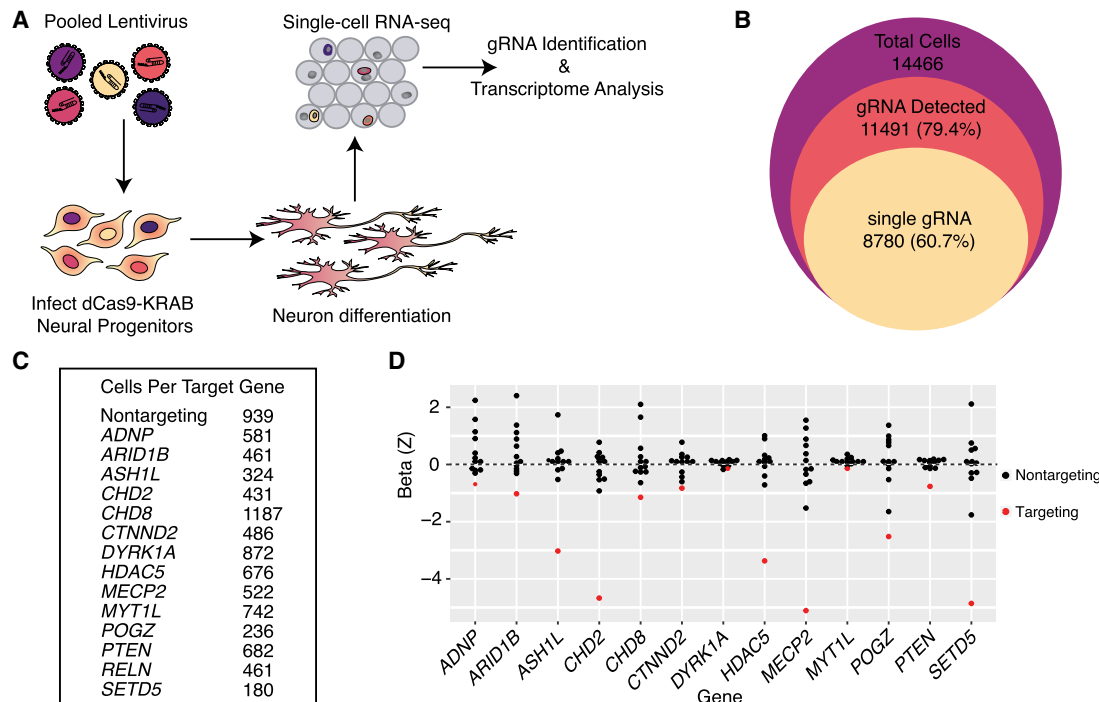 A
Pooled Lentivirus
Single-cell RNA-seq
gRNA Identification
&
Transcriptome Analysis
Infect dCas9-KRAB
Neural Progenitors
Neuron differentiation
B
Total Cells
14466
gRNA Detected
11491 (79.4%)
single gRNA
8780 (60.7%)
C
Cells Per Target Gene
Nontargeting 939
ADNP 581
ARID1B 461
ASH1L 324
CHD2 431
CHD8 1187
CTNND2 486
DYRK1A 872
HDAC5 676
MECP2 522
MYT1L 742
POGZ 236
PTEN 682
RELN 461
SETD5 180
D
Beta (Z)
2
0
−2
−4
ADNP
ARID1B
ASH1L
CHD2
CHD8
CTNND2
DYRK1A
HDAC5
MECP2
MYT1L
POGZ
PTEN
SETD5
Gene
Nontargeting
Targeting